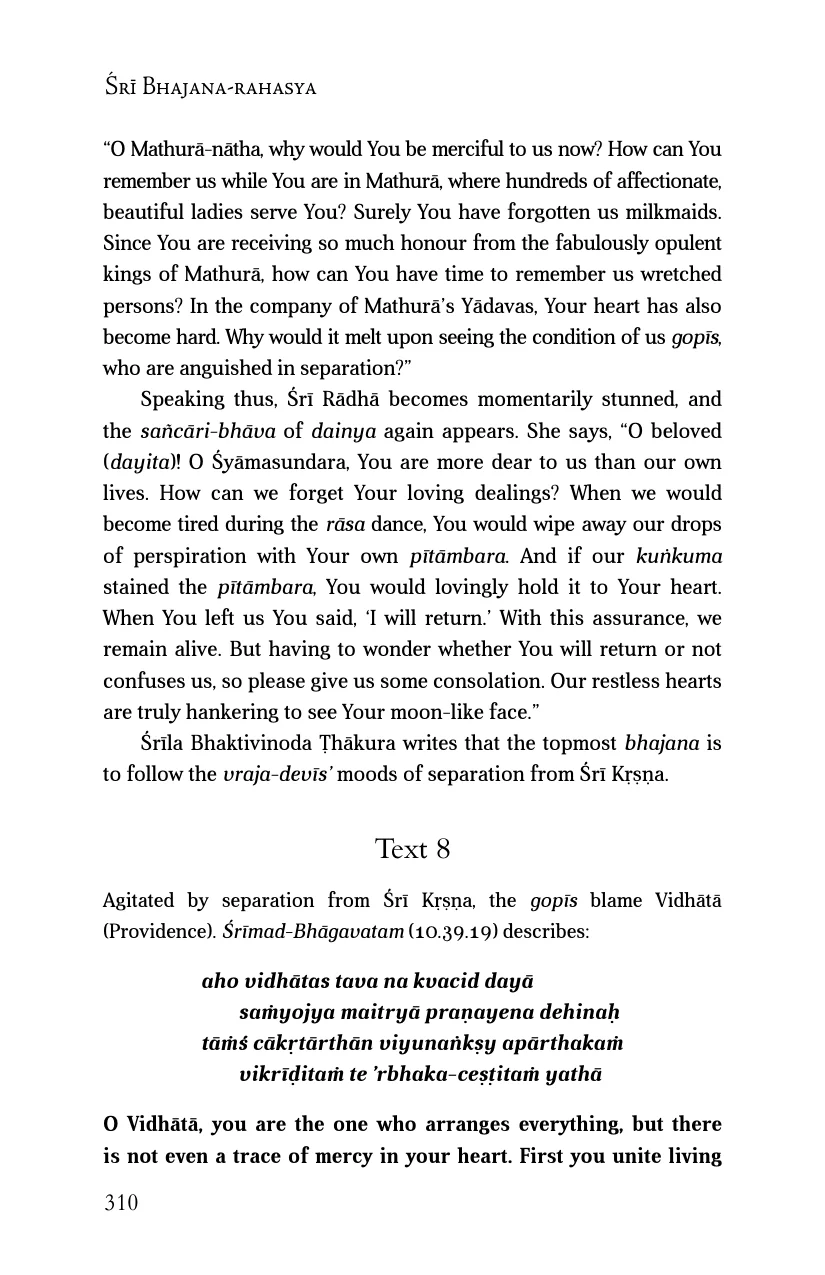 Śrī Bhajana-rahasya
“O Mathurā-nātha, why would You be merciful to us now? How can You
remember us while You are in Mathurā, where hundreds of affectionate,
beautiful ladies serve You? Surely You have forgotten us milkmaids.
Since You are receiving so much honour from the fabulously opulent
kings of Mathurā, how can You have time to remember us wretched
persons? In the company of Mathurā’s Yādavas, Your heart has also
become hard. Why would it melt upon seeing the condition of us gopīs,
who are anguished in separation?”
Speaking thus, Śrī Rādhā becomes momentarily stunned, and
the sañcāri-bhāva of dainya again appears. She says, “O beloved
(dayita)! O Śyāmasundara, You are more dear to us than our own
lives. How can we forget Your loving dealings? When we would
become tired during the rāsa dance, You would wipe away our drops
of perspiration with Your own pītāmbara. And if our kuṅkuma
stained the pītāmbara, You would lovingly hold it to Your heart.
When You left us You said, ‘I will return.’ With this assurance, we
remain alive. But having to wonder whether You will return or not
confuses us, so please give us some consolation. Our restless hearts
are truly hankering to see Your moon-like face.”
Śrīla Bhaktivinoda Ṭhākura writes that the topmost bhajana is
to follow the vraja-devīs’ moods of separation from Śrī Kṛṣṇa.
Text 8
Agitated by separation from Śrī Kṛṣṇa, the gopīs blame Vidhātā
(Providence). Śrīmad-Bhāgavatam (10.39.19) describes:
aho vidhātas tava na kvacid dayā
saṁyojya maitryā praṇayena dehinaḥ
tāṁś cākṛtārthān viyunaṅkṣy apārthakaṁ
vikrīḍitaṁ te ’rbhaka-ceṣṭitaṁ yathā
O Vidhātā, you are the one who arranges everything, but there
is not even a trace of mercy in your heart. First you unite living
310